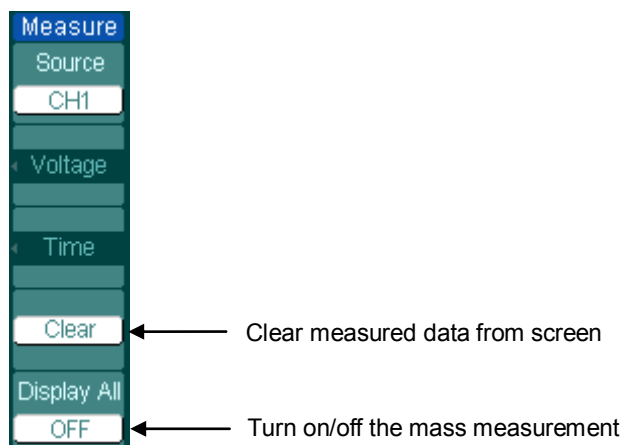 Measure
Source
CH1
Voltage
Time
Clear
Clear measured data from screen
Display All
OFF
Turn on/off the mass measurement